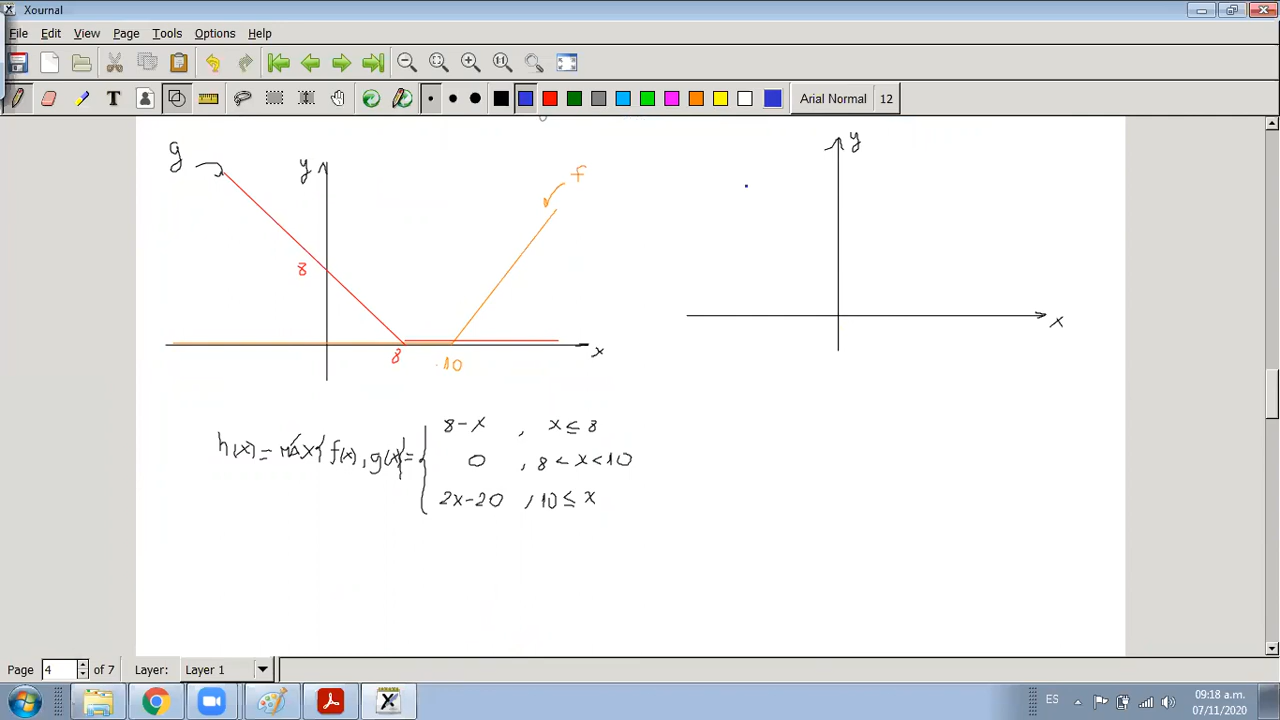 Xournal
File Edit View Page Tools Options Help
Arial Normal 12
g
y
f
y
8
8
10
x
x
h(x) = MÁX{f(x), g(x)} = {
8-x , x ≤ 8
0 , 8 < x < 10
2x-20 , 10 ≤ x
Page 4 of 7 Layer: Layer 1
ES 09:18 a.m.
07/11/2020